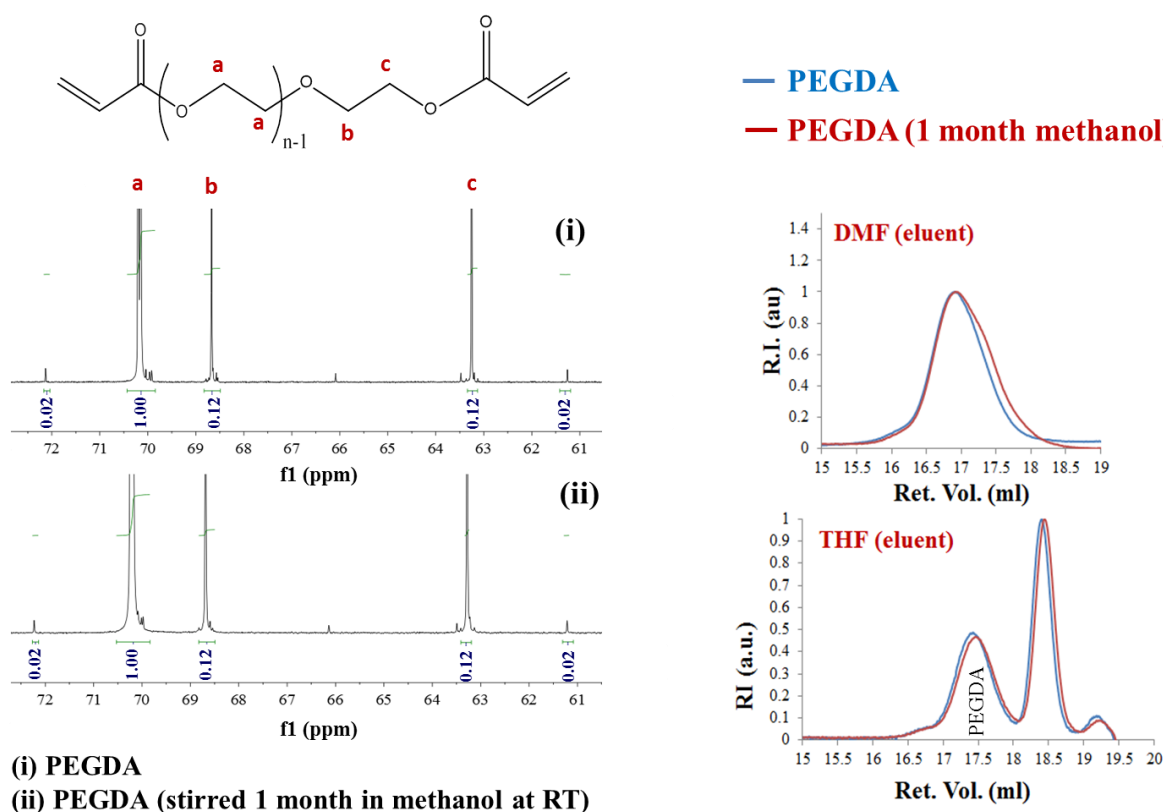 O
O
a
c
O
O
O
a
b
n-1
a
b
c
(i)
0.02
1.00
0.12
0.12
0.02
72 71 70 69 68 67 66 65 64 63 62 61
f1 (ppm)
(ii)
0.02
1.00
0.12
0.12
0.02
72 71 70 69 68 67 66 65 64 63 62 61
f1 (ppm)
(i) PEGDA
(ii) PEGDA (stirred 1 month in methanol at RT)
PEGDA
PEGDA (1 month methanol
DMF (eluent)
R.I. (au)
1.4
1.2
1
0.8
0.6
0.4
0.2
0
15 15.5 16 16.5 17 17.5 18 18.5 19
Ret. Vol. (ml)
THF (eluent)
RI (a.u.)
1
0.9
0.8
0.7
0.6
0.5
0.4
0.3
0.2
0.1
0
PEGDA
15 15.5 16 16.5 17 17.5 18 18.5 19 19.5 20
Ret. Vol. (ml)